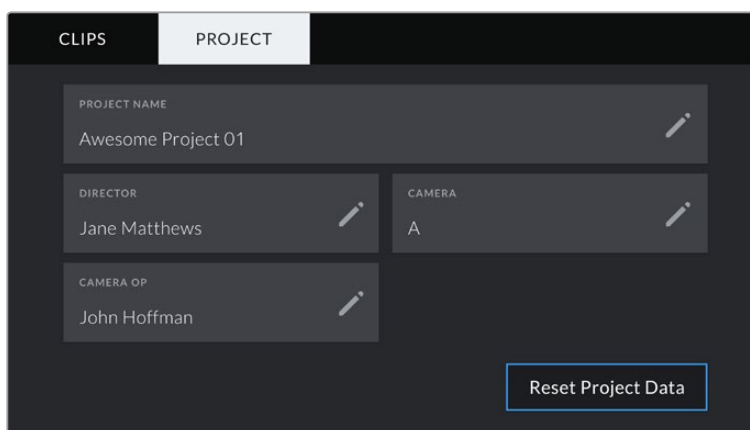 CLIPS
PROJECT
PROJECT NAME
Awesome Project 01
DIRECTOR
Jane Matthews
CAMERA
A
CAMERA OP
John Hoffman
Reset Project Data